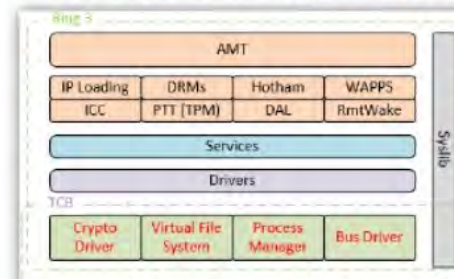 Ring 3
AMT
IP Loading DRMs Hotham WAPPS
ICC PTT (TPM) DAL RmtWake
Services
Drivers
Syslib
TCB
Crypto Driver Virtual File System Process Manager Bus Driver